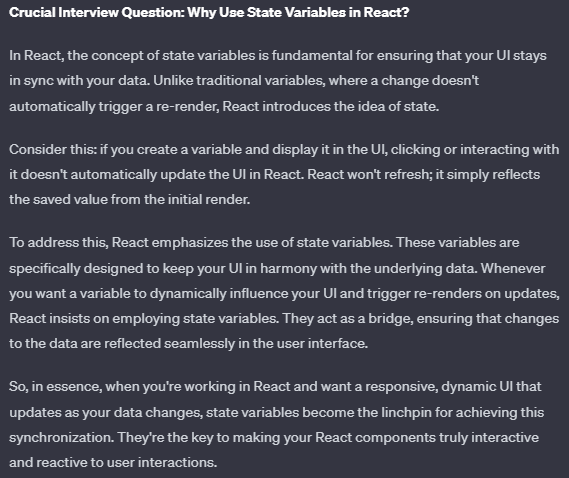 Crucial Interview Question: Why Use State Variables in React?
In React, the concept of state variables is fundamental for ensuring that your UI stays
in sync with your data. Unlike traditional variables, where a change doesn't
automatically trigger a re-render, React introduces the idea of state.
Consider this: if you create a variable and display it in the UI, clicking or interacting with
it doesn't automatically update the UI in React. React won't refresh; it simply reflects
the saved value from the initial render.
To address this, React emphasizes the use of state variables. These variables are
specifically designed to keep your UI in harmony with the underlying data. Whenever
you want a variable to dynamically influence your UI and trigger re-renders on updates,
React insists on employing state variables. They act as a bridge, ensuring that changes
to the data are reflected seamlessly in the user interface.
So, in essence, when you're working in React and want a responsive, dynamic UI that
updates as your data changes, state variables become the linchpin for achieving this
synchronization. They're the key to making your React components truly interactive
and reactive to user interactions.